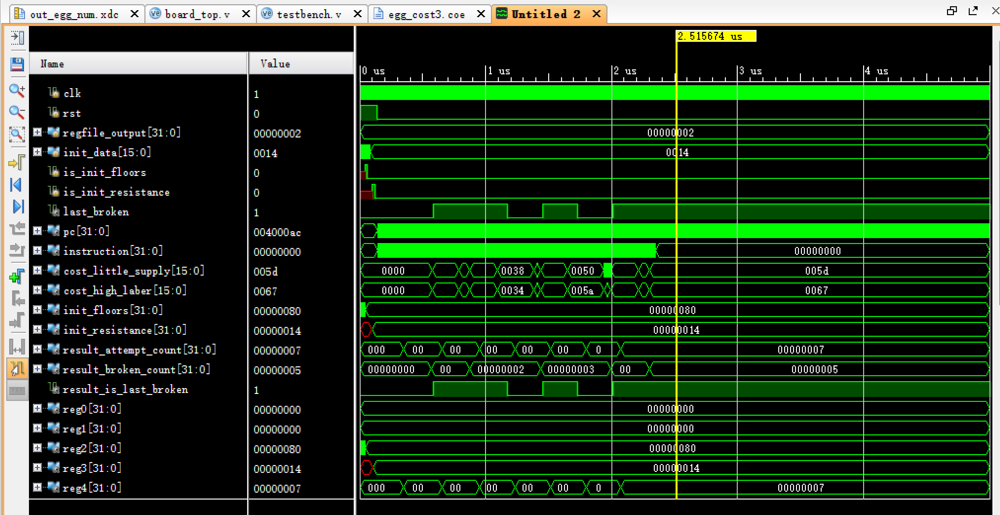 out_egg_num.xdc board_top.v testbench.v egg_cost3.coe Untitled 2
2.515674 us
Name Value
0 us 1 us 2 us 3 us 4 us
clk 1
rst 0
regfile_output[31:0] 00000002 00000002
init_data[15:0] 0014 0014
is_init_floors 0
is_init_resistance 0
last_broken 1
pc[31:0] 004000ac
instruction[31:0] 00000000 00000000
cost_little_supply[15:0] 005d 0000 0038 0050 005d
cost_high_laber[15:0] 0067 0000 0034 005a 0067
init_floors[31:0] 00000080 00000080
init_resistance[31:0] 00000014 00000014
result_attempt_count[31:0] 00000007 000 00 00 00 00 00 0 00000007
result_broken_count[31:0] 00000005 00000000 00 00000002 00000003 00 00000005
result_is_last_broken 1
reg0[31:0] 00000000 00000000
reg1[31:0] 00000000 00000000
reg2[31:0] 00000080 00000080
reg3[31:0] 00000014 00000014
reg4[31:0] 00000007 000 00 00 00 00 00 0 00000007